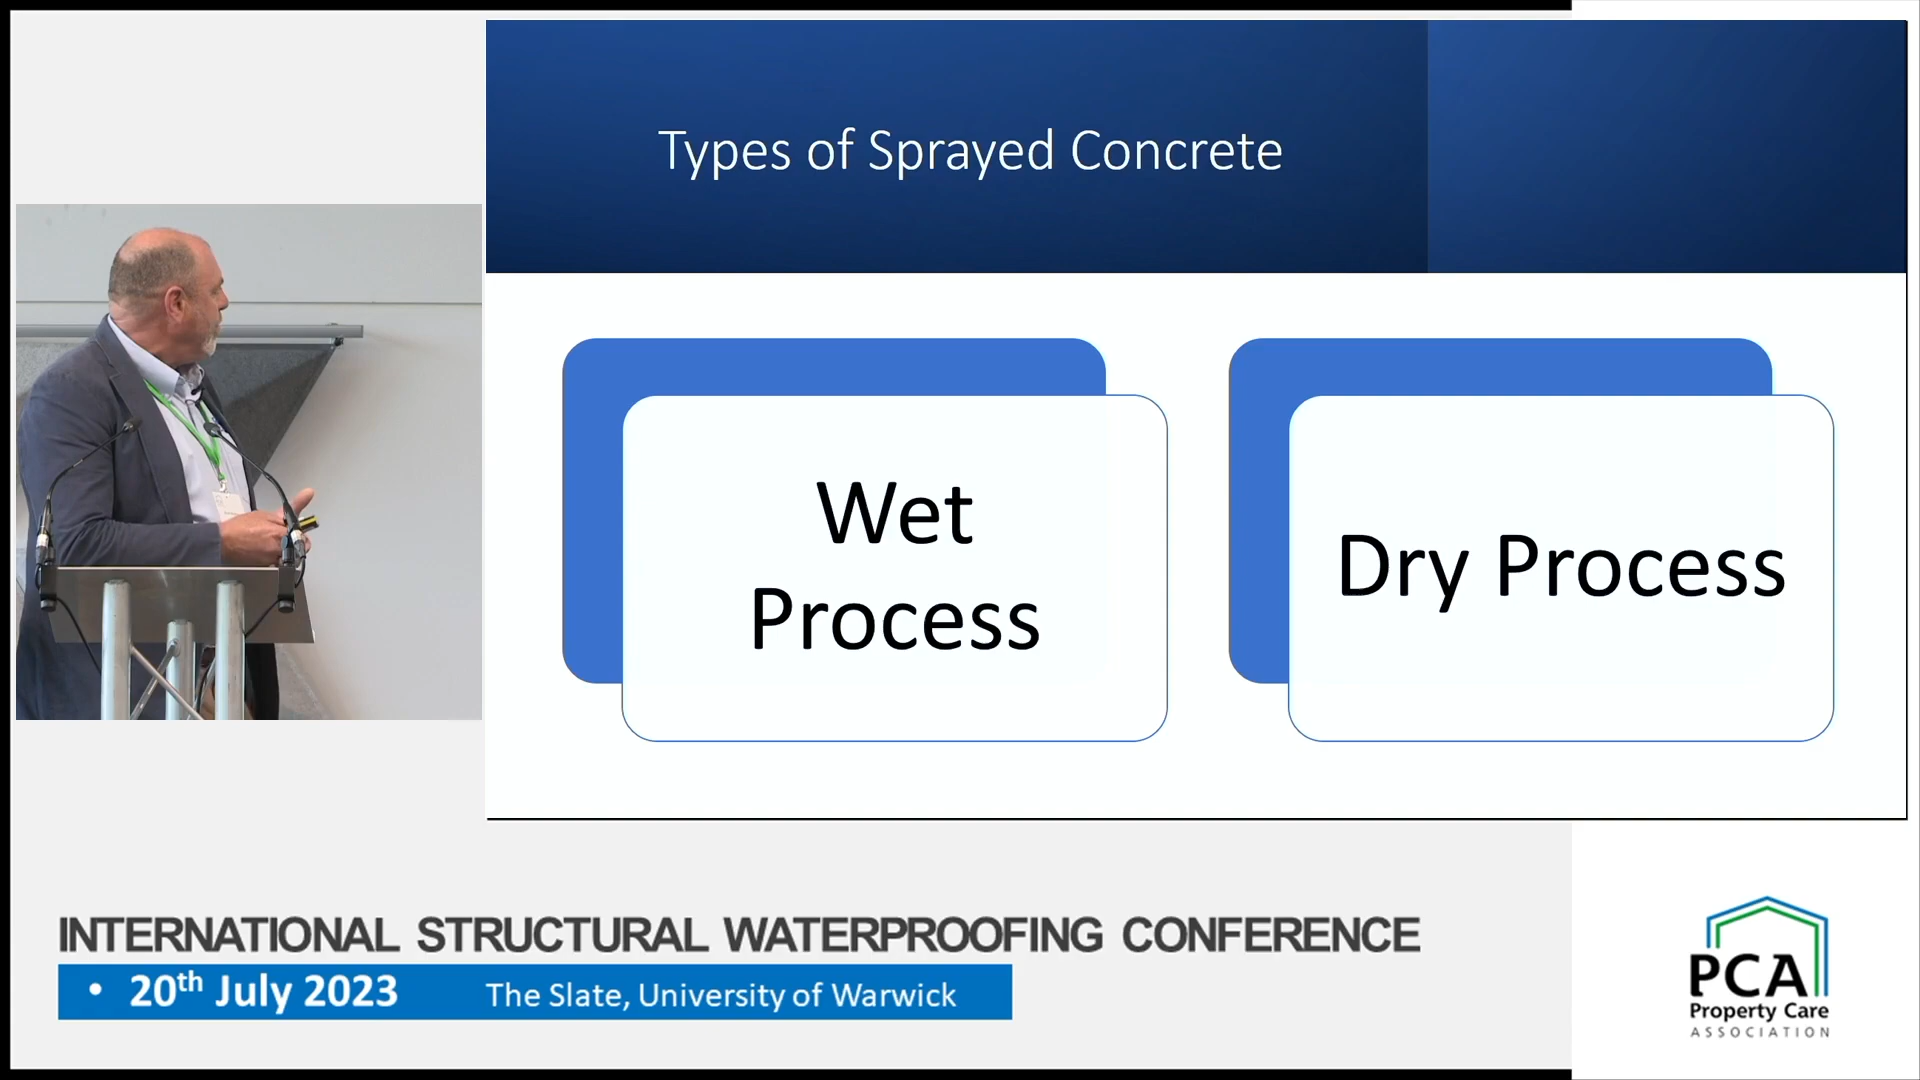 Types of Sprayed Concrete
Wet
Process
Dry Process
INTERNATIONAL STRUCTURAL WATERPROOFING CONFERENCE
• 20th July 2023 The Slate, University of Warwick
PCA
Property Care
ASSOCIATION